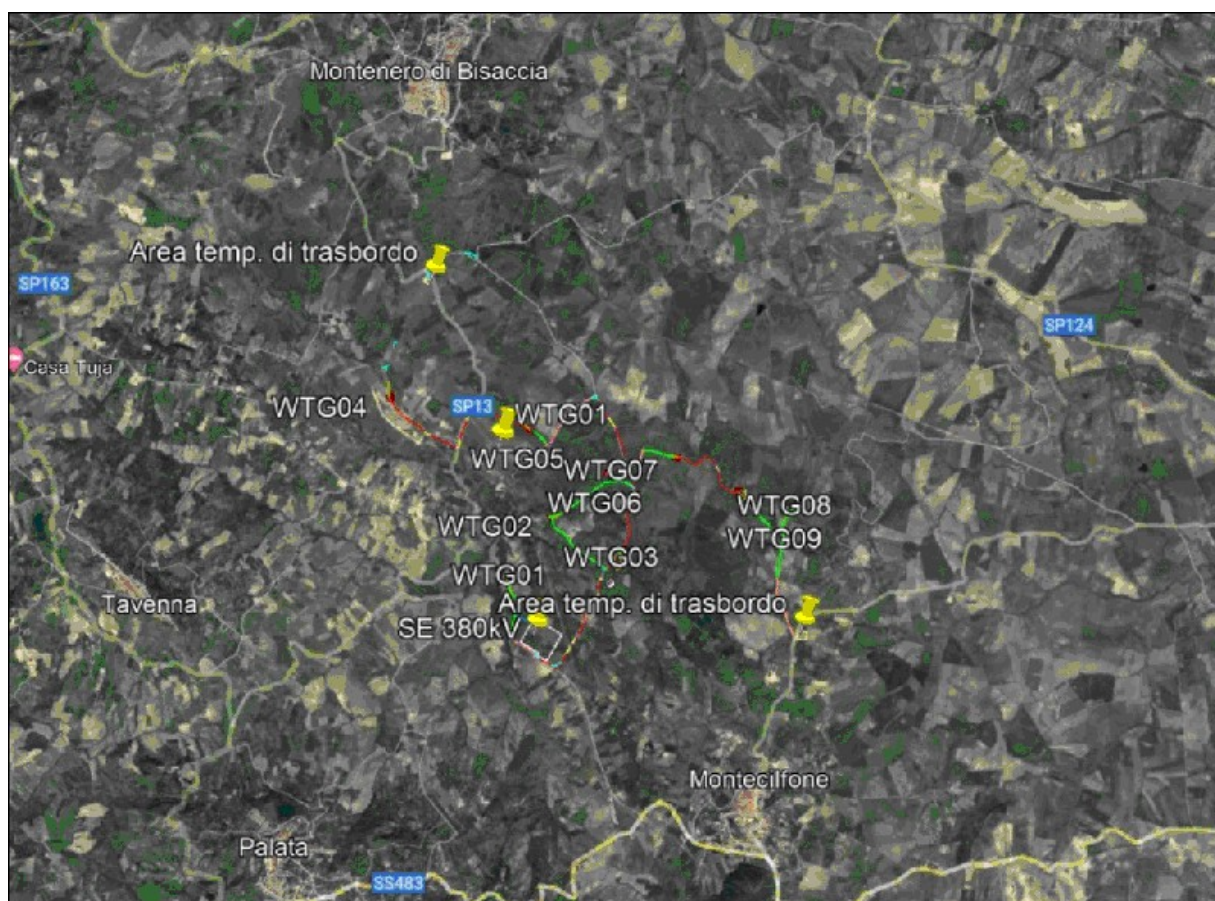 Montenero di Bisaccia
Area temp. di trasbordo
SP163
SP124
Casa Tuja
WTG04
SP13
WTG01
WTG05
WTG07
WTG06
WTG08
WTG02
WTG09
WTG03
WTG01
Tavenna
Area temp. di trasbordo
SE 380kV
Montecilfone
Palata
SS483